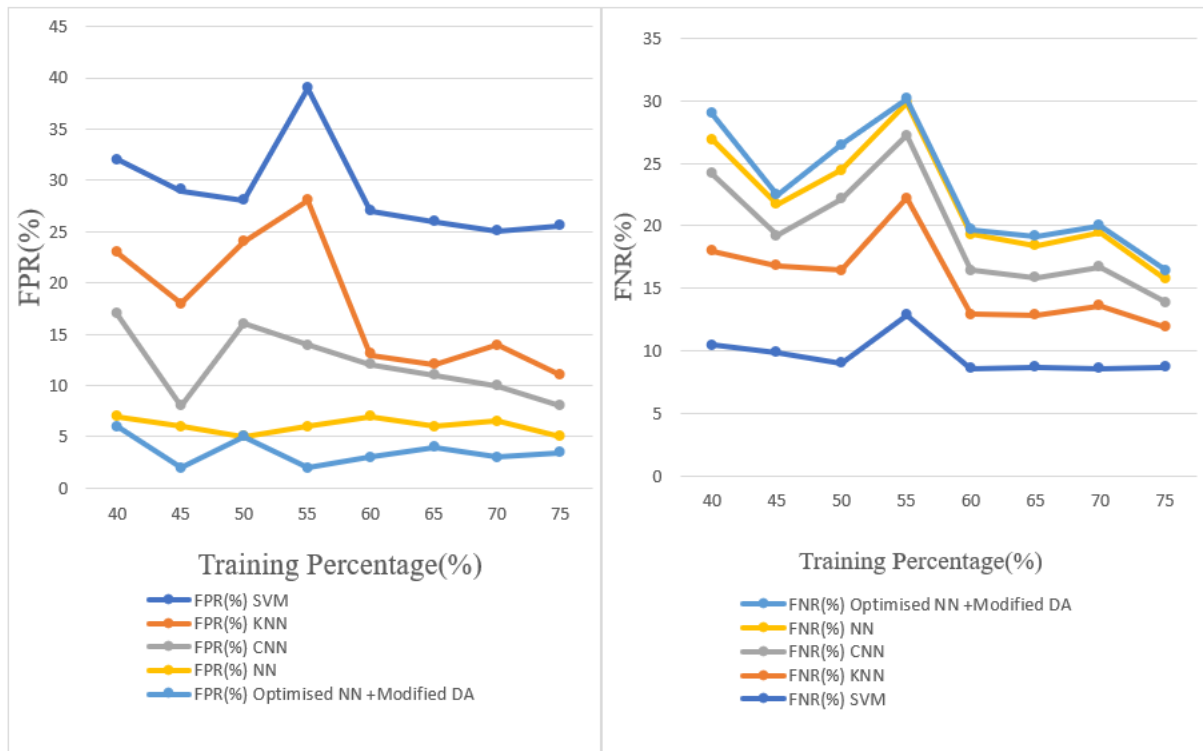 45
40
35
30
25
20
15
10
5
0
FPR(%)
40 45 50 55 60 65 70 75
Training Percentage(%)
FPR(%) SVM
FPR(%) KNN
FPR(%) CNN
FPR(%) NN
FPR(%) Optimised NN +Modified DA
35
30
25
20
15
10
5
0
FNR(%)
40 45 50 55 60 65 70 75
Training Percentage(%)
FNR(%) Optimised NN +Modified DA
FNR(%) NN
FNR(%) CNN
FNR(%) KNN
FNR(%) SVM